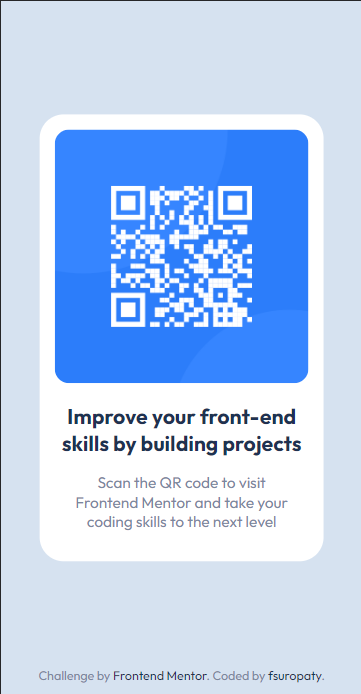 Improve your front-end
skills by building projects
Scan the QR code to visit
Frontend Mentor and take your
coding skills to the next level
Challenge by Frontend Mentor. Coded by fsuropaty.